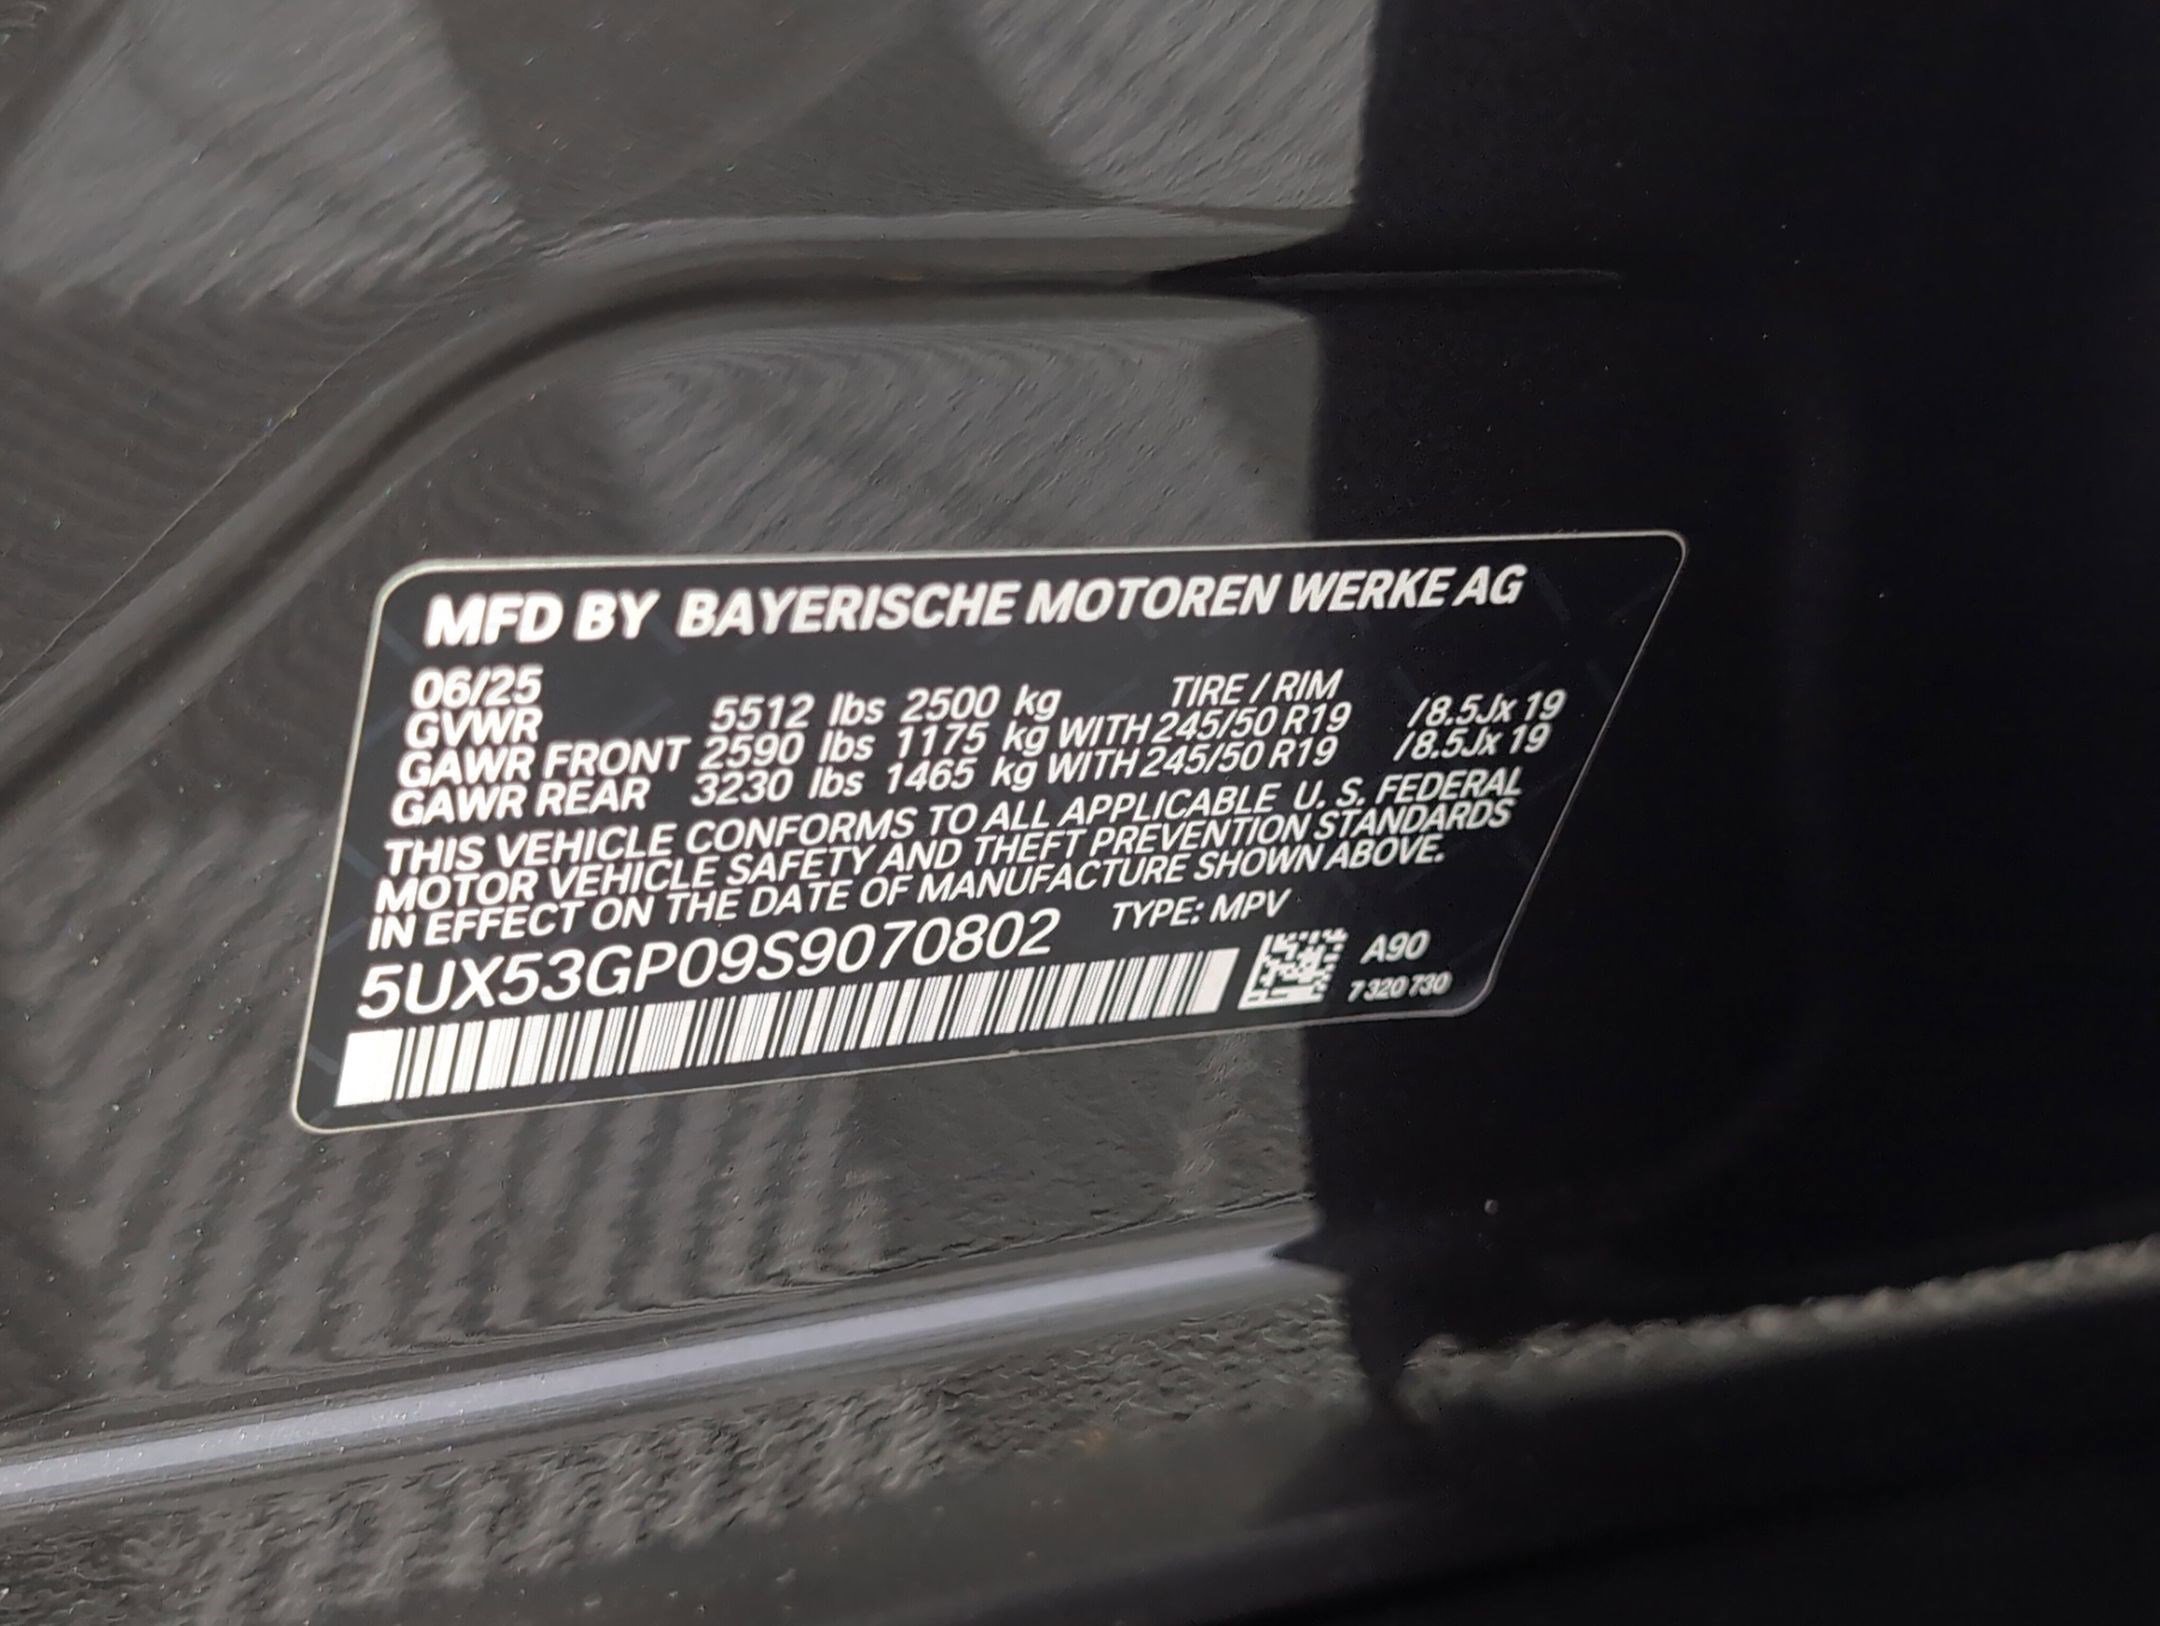 MFD BY BAYERISCHE MOTOREN WERKE AG
06/25 TIRE / RIM
GVWR 5512 lbs 2500 kg
GAWR FRONT 2590 lbs 1175 kg WITH 245/50 R19 /8.5Jx 19
GAWR REAR 3230 lbs 1465 kg WITH 245/50 R19 /8.5Jx 19
THIS VEHICLE CONFORMS TO ALL APPLICABLE U. S. FEDERAL
MOTOR VEHICLE SAFETY AND THEFT PREVENTION STANDARDS
IN EFFECT ON THE DATE OF MANUFACTURE SHOWN ABOVE.
5UX53GP09S9070802 TYPE: MPV
A90
7 320 730